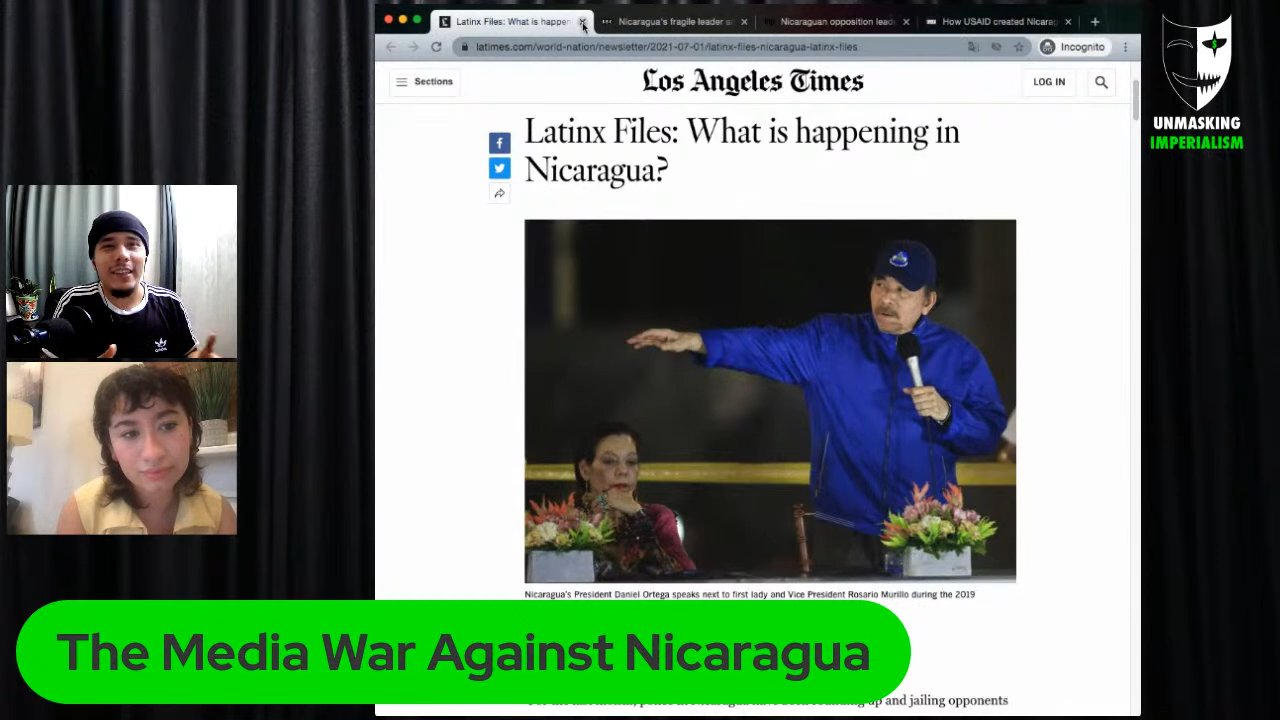 Latinx Files: What is happen
Nicaragua's fragile leader a
Nicaraguan opposition lead
How USAID created Nicarag
latimes.com/world-nation/newsletter/2021-07-01/latinx-files-nicaragua-latinx-files
Incognito
Sections
Los Angeles Times
LOG IN
Latinx Files: What is happening in
Nicaragua?
Nicaragua's President Daniel Ortega speaks next to first lady and Vice President Rosario Murillo during the 2019
up and jailing opponents
UNMASKING
IMPERIALISM
The Media War Against Nicaragua